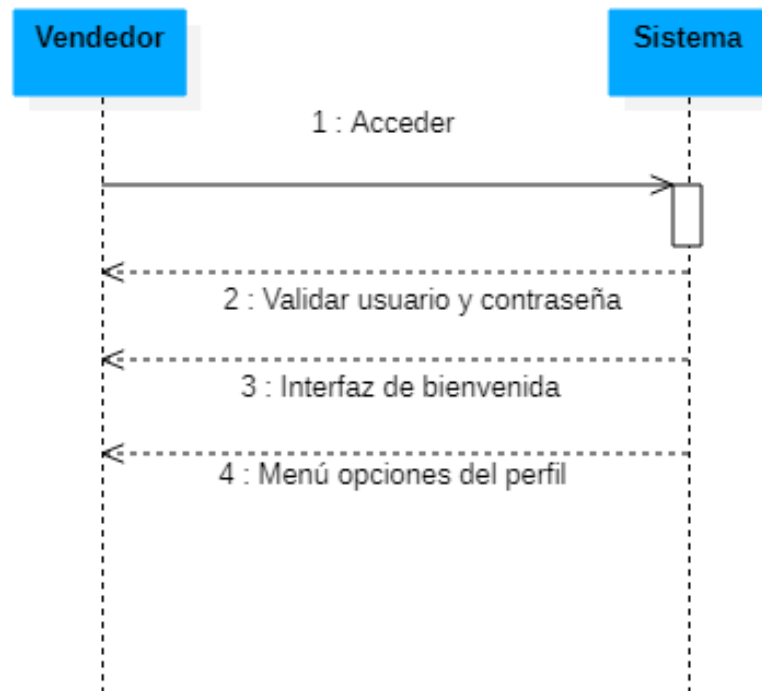 Vendedor
Sistema
1 : Acceder
2 : Validar usuario y contraseña
3 : Interfaz de bienvenida
4 : Menú opciones del perfil